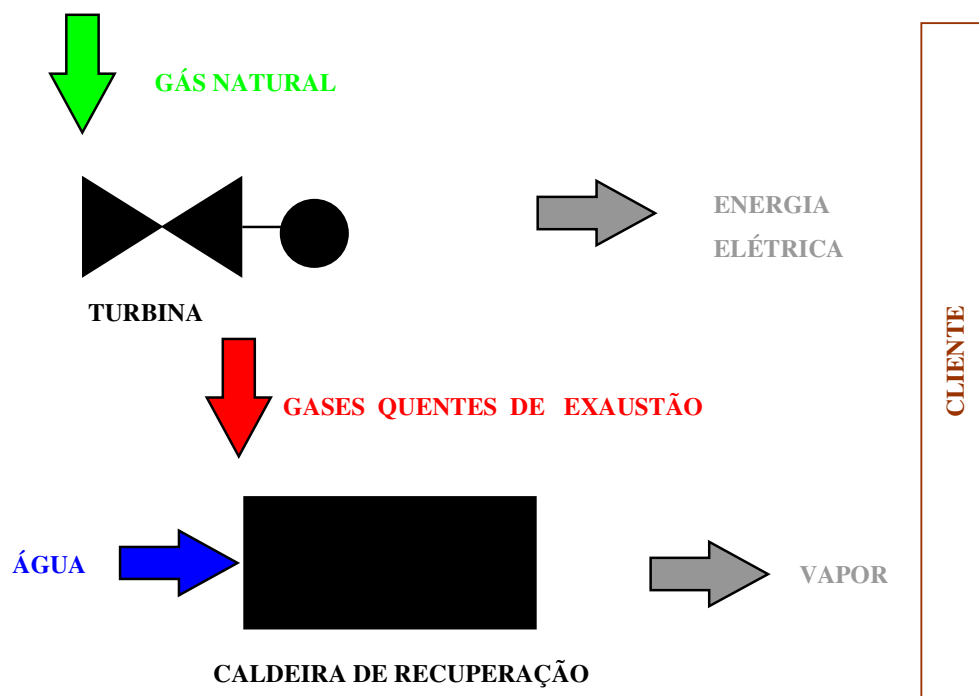 GÁS NATURAL
ENERGIA
ELÉTRICA
TURBINA
CLIENTE
GASES QUENTES DE EXAUSTÃO
ÁGUA
VAPOR
CALDEIRA DE RECUPERAÇÃO